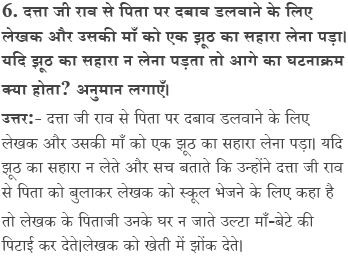 6. दत्ता जी राव से पिता पर दबाव डलवाने के लिए
लेखक और उसकी माँ को एक झूठ का सहारा लेना पड़ा।
यदि झूठ का सहारा न लेना पड़ता तो आगे का घटनाक्रम
क्या होता? अनुमान लगाएँ।
उत्तर:- दत्ता जी राव से पिता पर दबाव डलवाने के लिए
लेखक और उसकी माँ को एक झूठ का सहारा लेना पड़ा। यदि
झूठ का सहारा न लेते और सच बताते कि उन्होंने दत्ता जी राव
से पिता को बुलाकर लेखक को स्कूल भेजने के लिए कहा है
तो लेखक के पिताजी उनके घर न जाते उल्टा माँ-बेटे की
पिटाई कर देते।लेखक को खेती में झोंक देते।